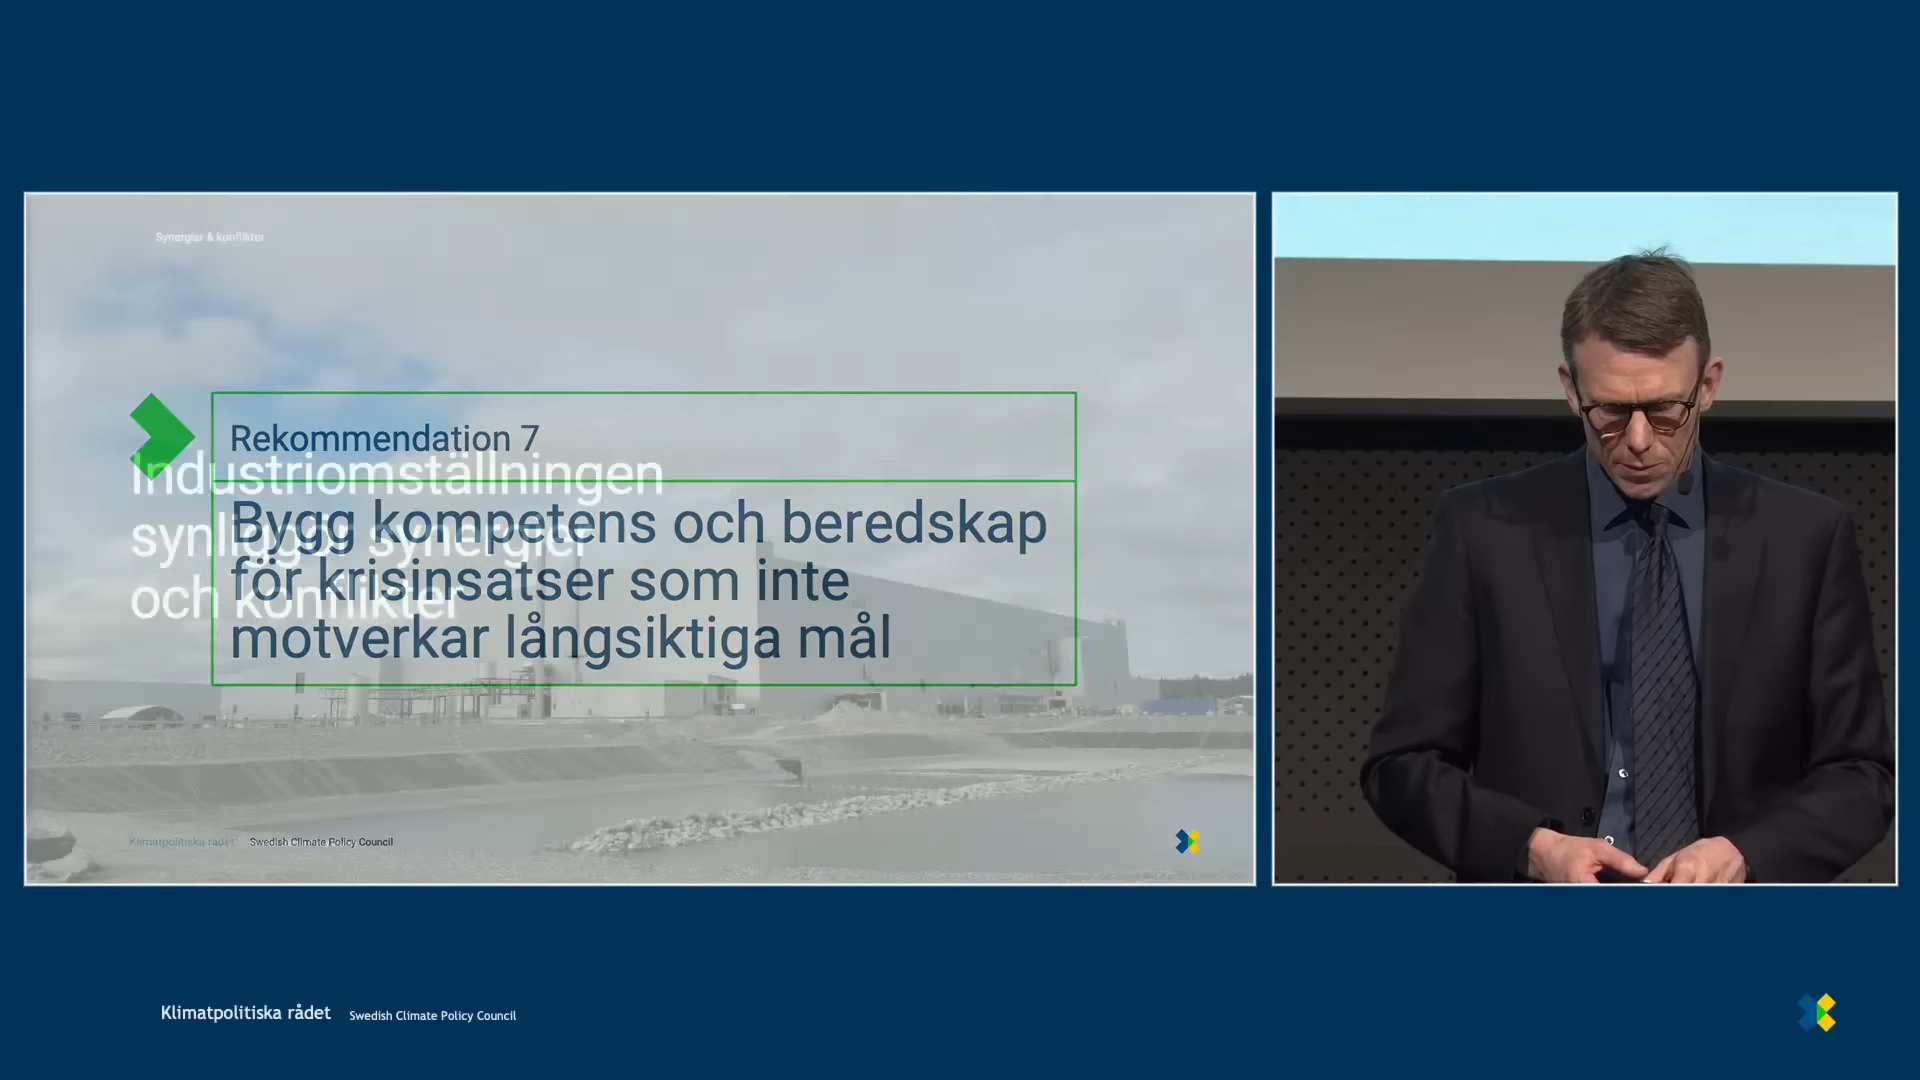 Synergier & konflikter
Rekommendation 7
Industriomställningen
synliggör synergier
och konflikter
Bygg kompetens och beredskap
för krisinsatser som inte
motverkar långsiktiga mål
Klimatpolitiska rådet Swedish Climate Policy Council
Klimatpolitiska rådet Swedish Climate Policy Council